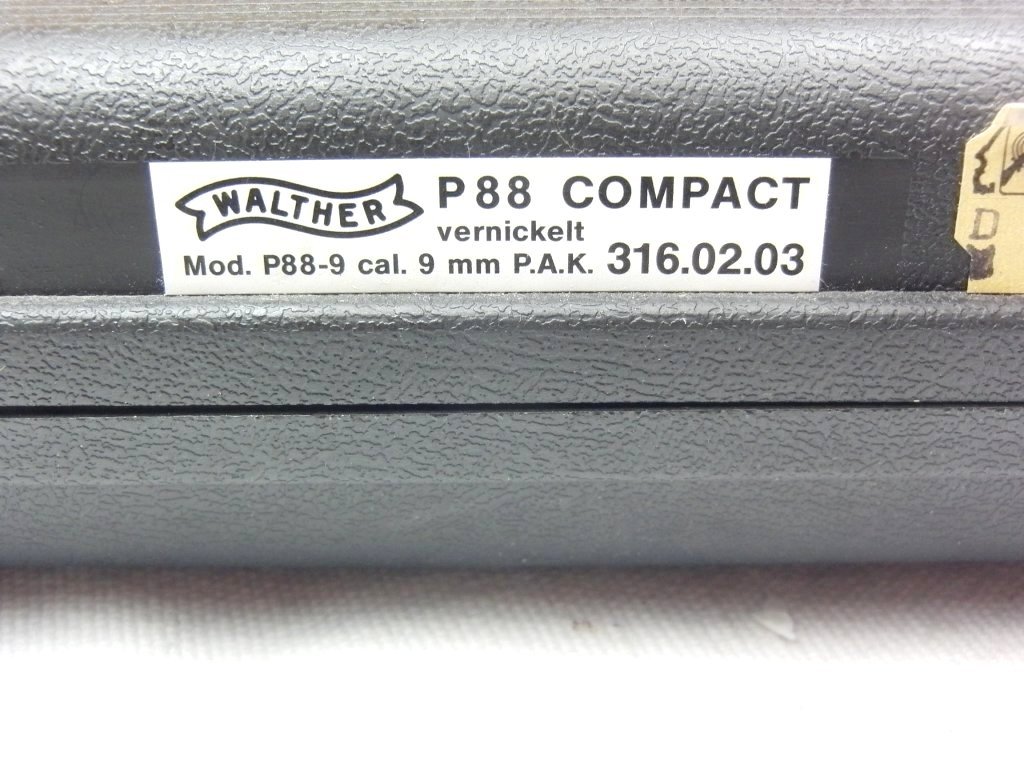 WALTHER
P88 COMPACT
vernickelt
Mod. P88-9 cal. 9 mm P.A.K. 316.02.03
D